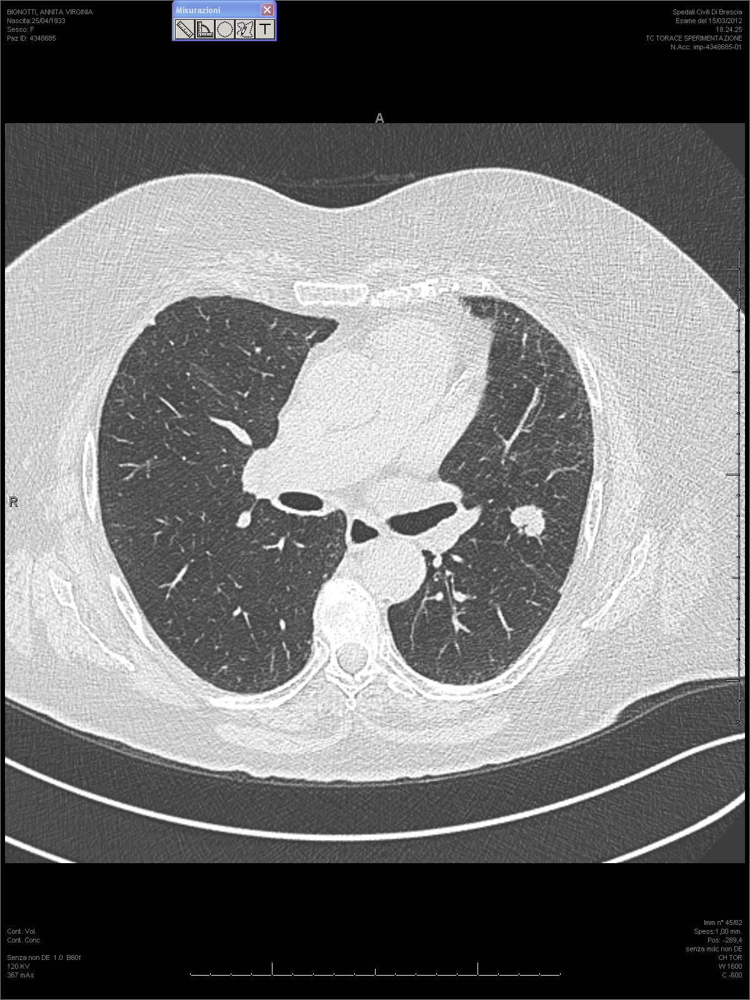 BIGNOTTI, ANNITA VIRGINIA
Nascita:25/04/1933
Sesso: F
Paz ID: 4348685
Misurazioni
T
Spedali Civili Di Brescia
Esame del 15/03/2012
18.24.25
TC TORACE SPERIMENTAZIONE
N.Acc: imp-4348685-01
A
R
Cont. Vol.
Cont. Conc.
Senza non DE 1.0 B80f
120 KV
367 mAs
Imm n° 45/82
Spess:1,00 mm.
Pos: -289,4
senza mdc non DE
CH TOR
W 1600
C -600